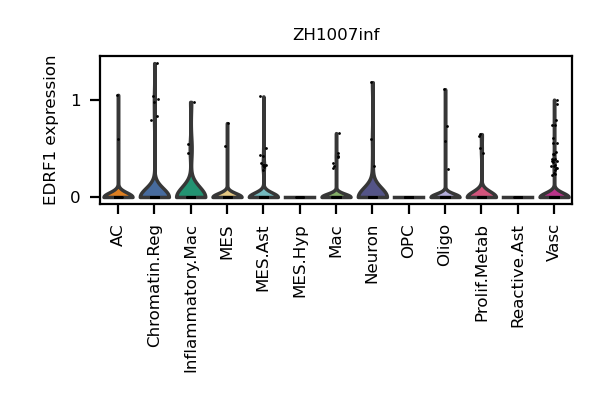 ZH1007inf
EDRF1 expression
1
0
AC
Chromatin.Reg
Inflammatory.Mac
MES
MES.Ast
MES.Hyp
Mac
Neuron
OPC
Oligo
Prolif.Metab
Reactive.Ast
Vasc